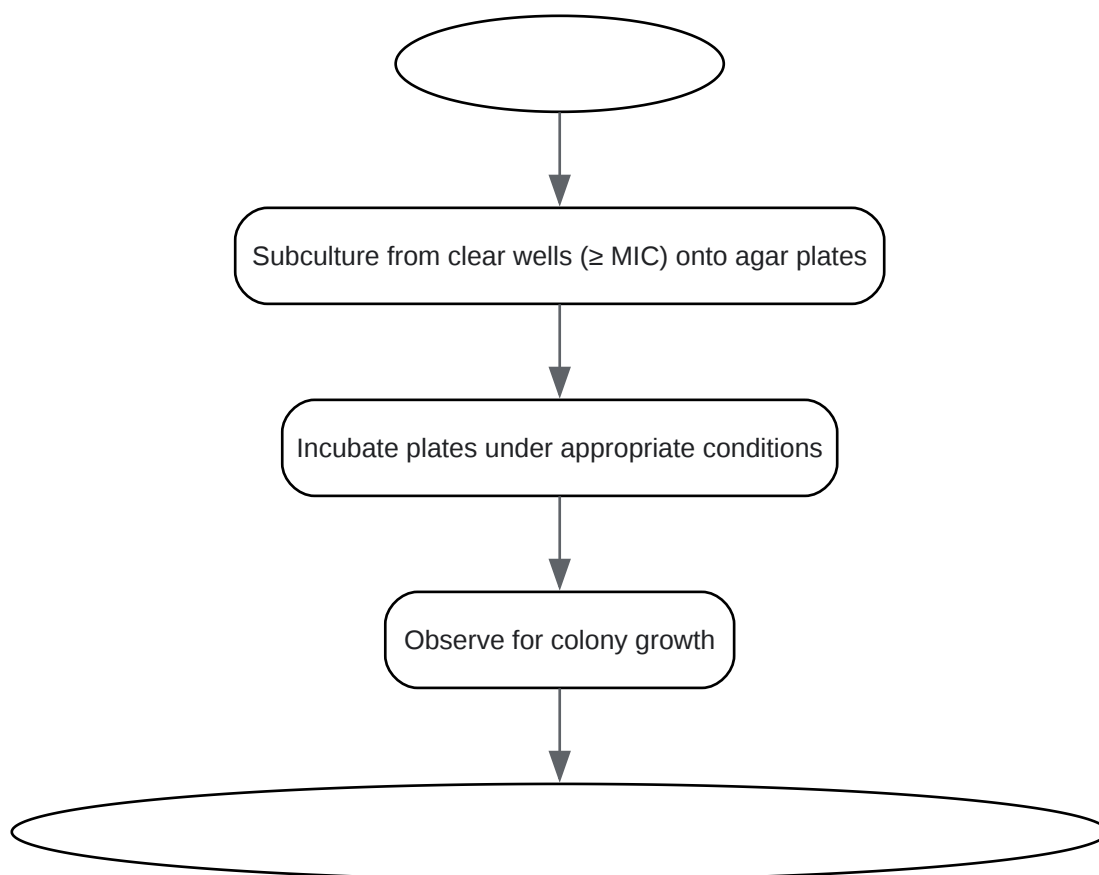 Subculture from clear wells (≥ MIC) onto agar plates
Incubate plates under appropriate conditions
Observe for colony growth